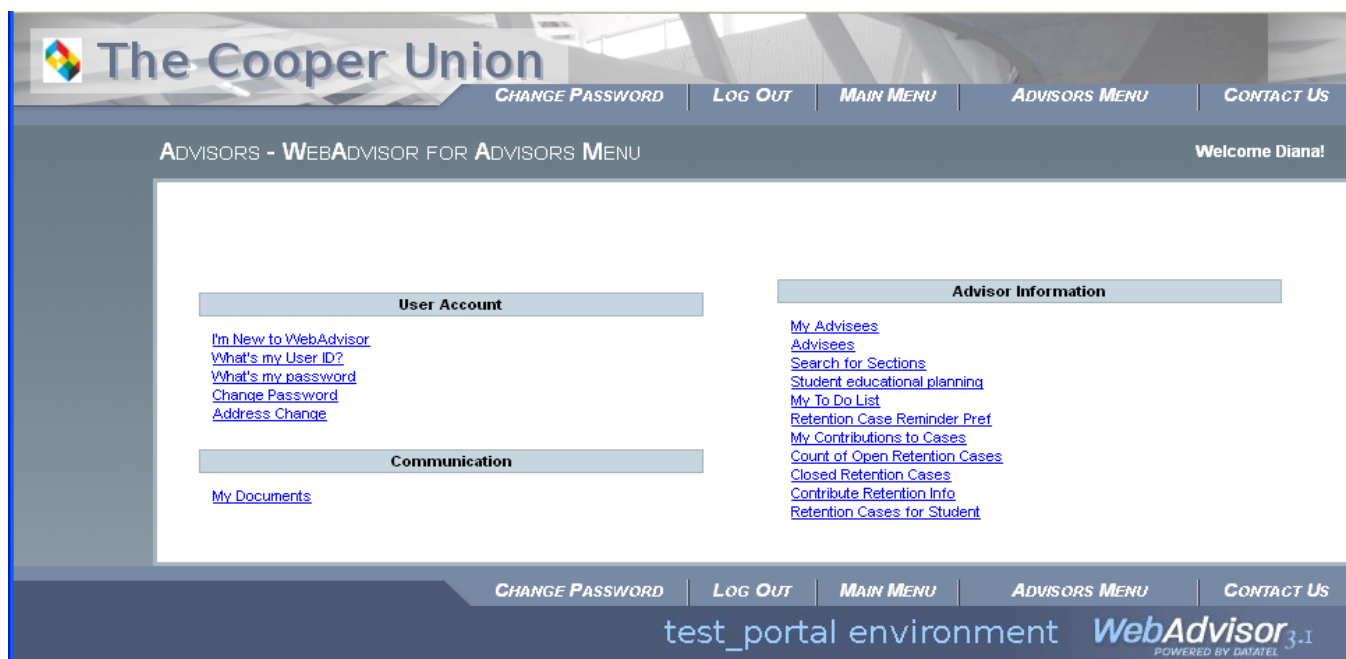 The Cooper Union
CHANGE PASSWORD LOG OUT MAIN MENU ADVISORS MENU CONTACT US
ADVISORS - WEBADVISOR FOR ADVISORS MENU Welcome Diana!
User Account
I'm New to WebAdvisor
What's my User ID?
What's my password
Change Password
Address Change
Communication
My Documents
Advisor Information
My Advisees
Advisees
Search for Sections
Student educational planning
My To Do List
Retention Case Reminder Pref
My Contributions to Cases
Count of Open Retention Cases
Closed Retention Cases
Contribute Retention Info
Retention Cases for Student
CHANGE PASSWORD LOG OUT MAIN MENU ADVISORS MENU CONTACT US
test_portal environment WebAdvisor 3.1
POWERED BY DATATEL